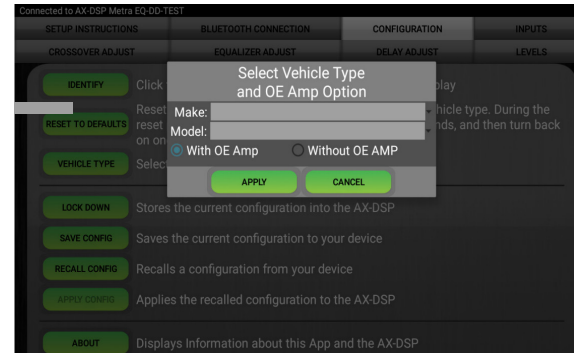 Connected to AX-DSP Metra EQ-DD-TEST
SETUP INSTRUCTIONS BLUETOOTH CONNECTION CONFIGURATION INPUTS
CROSSOVER ADJUST EQUALIZER ADJUST DELAY ADJUST LEVELS
Select Vehicle Type
and OE Amp Option
Make:
Model:
With OE Amp Without OE AMP
APPLY CANCEL
IDENTIFY Click play
RESET TO DEFAULTS Reset hicle type. During the
reset nds, and then turn back
on on
VEHICLE TYPE Selec
LOCK DOWN Stores the current configuration into the AX-DSP
SAVE CONFIG Saves the current configuration to your device
RECALL CONFIG Recalls a configuration from your device
APPLY CONFIG Applies the recalled configuration to the AX-DSP
ABOUT Displays Information about this App and the AX-DSP